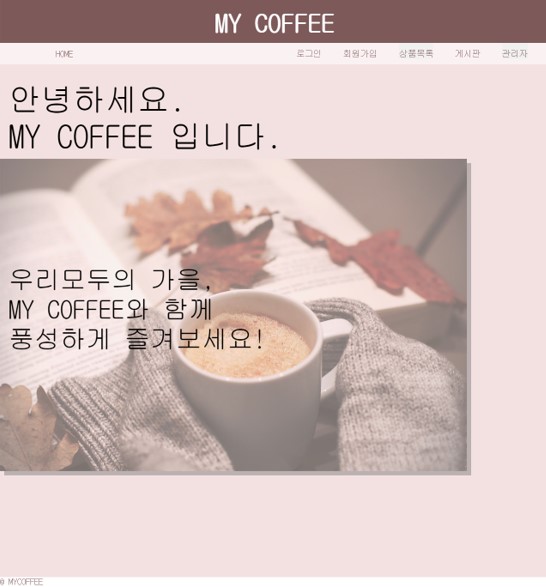 MY COFFEE
HOME 로그인 회원가입 상품목록 게시판 관리자
안녕하세요.
MY COFFEE 입니다.
우리모두의 가을,
MY COFFEE와 함께
풍성하게 즐겨보세요!
@ MYCOFFEE